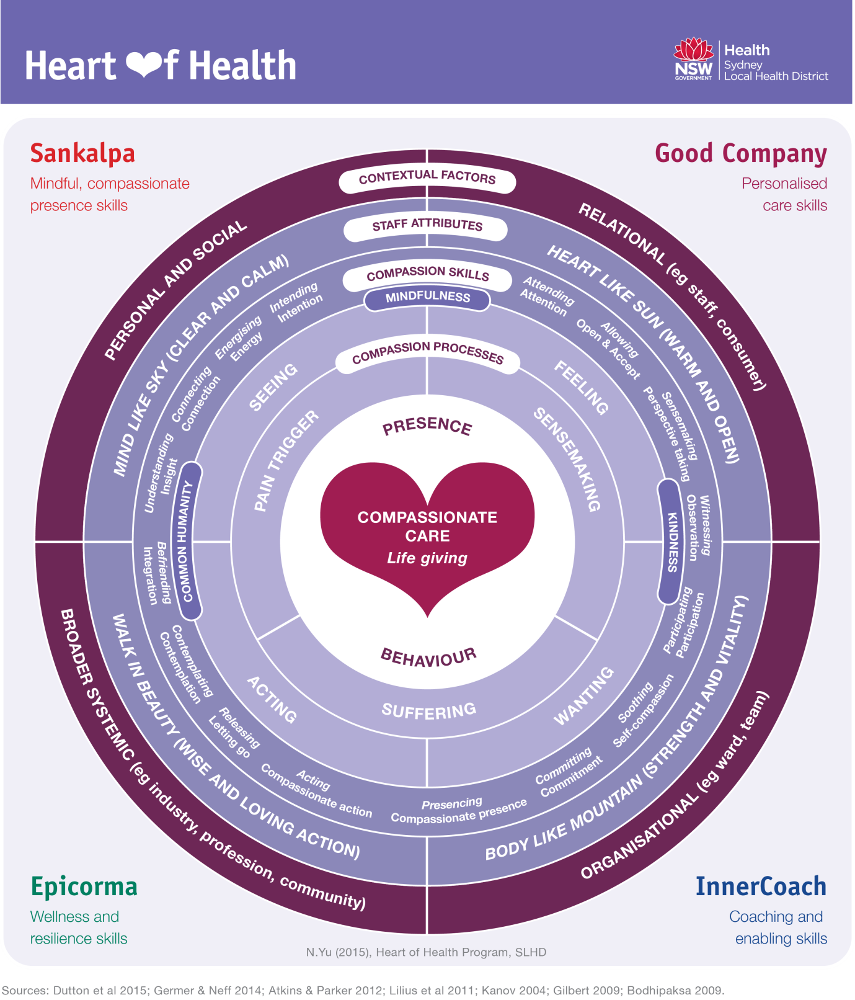 Heart of Health
NSW
GOVERNMENT
Health
Sydney
Local Health District
Sankalpa
Mindful, compassionate
presence skills
Good Company
Personalised
care skills
CONTEXTUAL FACTORS
PERSONAL AND SOCIAL
RELATIONAL (eg staff, consumer)
ORGANISATIONAL (eg ward, team)
BROADER SYSTEMIC (eg industry, profession, community)
STAFF ATTRIBUTES
MIND LIKE SKY (CLEAR AND CALM)
HEART LIKE SUN (WARM AND OPEN)
BODY LIKE MOUNTAIN (STRENGTH AND VITALITY)
WALK IN BEAUTY (WISE AND LOVING ACTION)
COMPASSION SKILLS
MINDFULNESS
Attending
Attention
Allowing
Open & Accept
Sensemaking
Perspective taking
KINDNESS
Witnessing
Observation
Participating
Participation
Soothing
Self-compassion
Committing
Commitment
Presencing
Compassionate presence
Acting
Compassionate action
Releasing
Letting go
Contemplating
Contemplation
Befriending
Integration
COMMON HUMANITY
Understanding
Insight
Connecting
Connection
Energising
Energy
Intending
Intention
SEEING
FEELING
WANTING
ACTING
COMPASSION PROCESSES
PAIN TRIGGER
SENSEMAKING
SUFFERING
PRESENCE
COMPASSIONATE
CARE
Life giving
BEHAVIOUR
Epicorma
Wellness and
resilience skills
InnerCoach
Coaching and
enabling skills
N.Yu (2015), Heart of Health Program, SLHD
Sources: Dutton et al 2015; Germer & Neff 2014; Atkins & Parker 2012; Lilius et al 2011; Kanov 2004; Gilbert 2009; Bodhipaksa 2009.